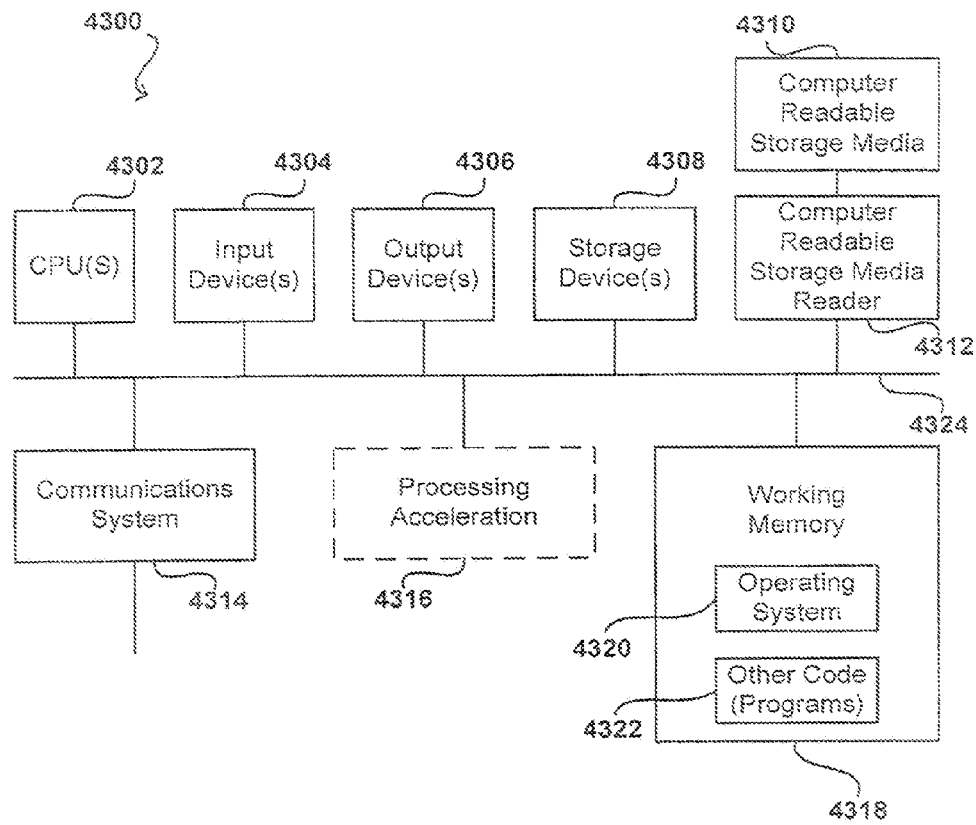 4300
4310
Computer
Readable
Storage Media
4302
4304
4306
4308
CPU(S)
Input
Device(s)
Output
Device(s)
Storage
Device(s)
Computer
Readable
Storage Media
Reader
4312
4324
Communications
System
4314
Processing
Acceleration
4316
Working
Memory
Operating
System
4320
Other Code
(Programs)
4322
4318